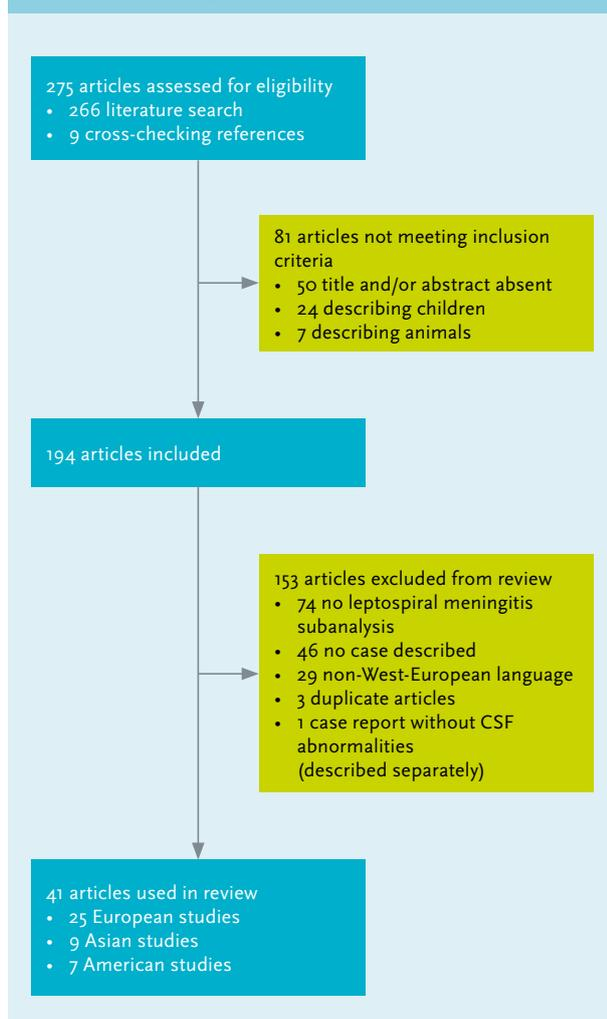 275 articles assessed for eligibility
• 266 literature search
• 9 cross-checking references
81 articles not meeting inclusion
criteria
• 50 title and/or abstract absent
• 24 describing children
• 7 describing animals
194 articles included
153 articles excluded from review
• 74 no leptospiral meningitis
subanalysis
• 46 no case described
• 29 non-West-European language
• 3 duplicate articles
• 1 case report without CSF
abnormalities
(described separately)
41 articles used in review
• 25 European studies
• 9 Asian studies
• 7 American studies